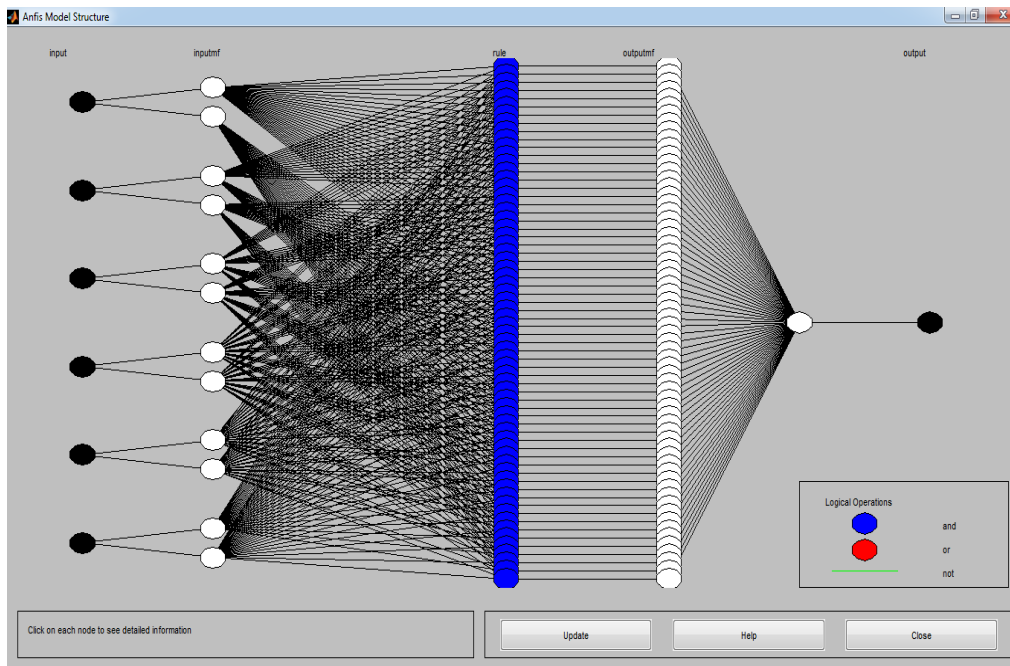 Anfis Model Structure
input inputmf rule outputmf output
Logical Operations
and
or
not
Click on each node to see detailed information
Update Help Close